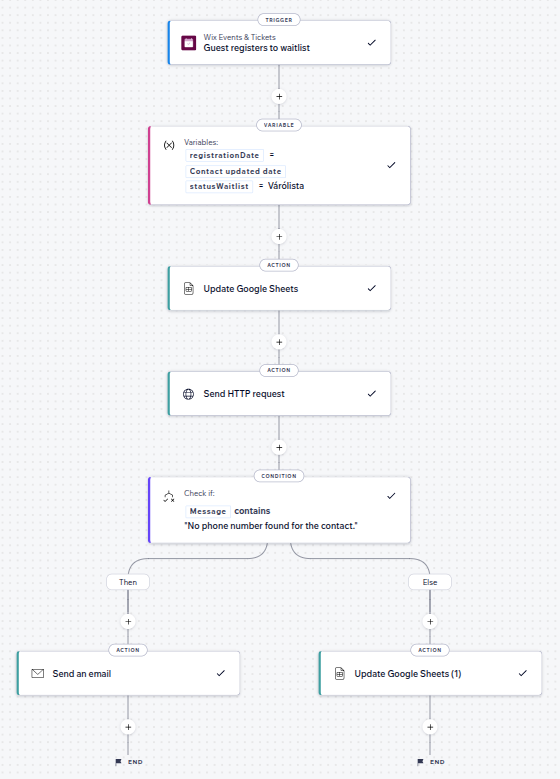 TRIGGER
Wix Events & Tickets
Guest registers to waitlist
VARIABLE
Variables:
registrationDate =
Contact updated date
statusWaitlist = Várólista
ACTION
Update Google Sheets
ACTION
Send HTTP request
CONDITION
Check if:
Message contains
"No phone number found for the contact."
Then
Else
ACTION
ACTION
Send an email
Update Google Sheets (1)
END
END